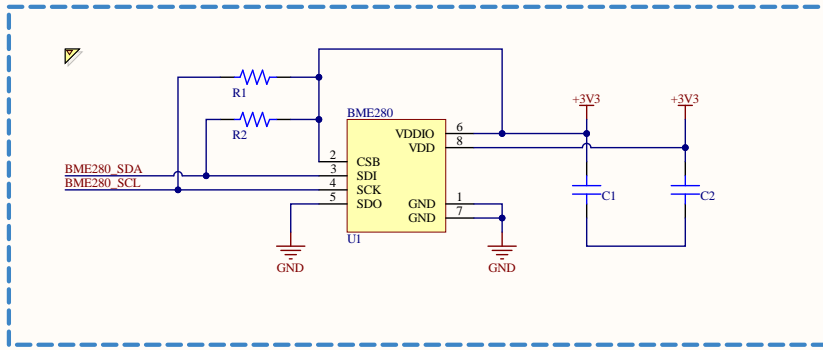 R1
R2
BME280
+3V3
+3V3
VDDIO 6
VDD 8
2 CSB
BME280_SDA 3 SDI
BME280_SCL 4 SCK
5 SDO
GND 1
GND 7
C1
C2
U1
GND
GND